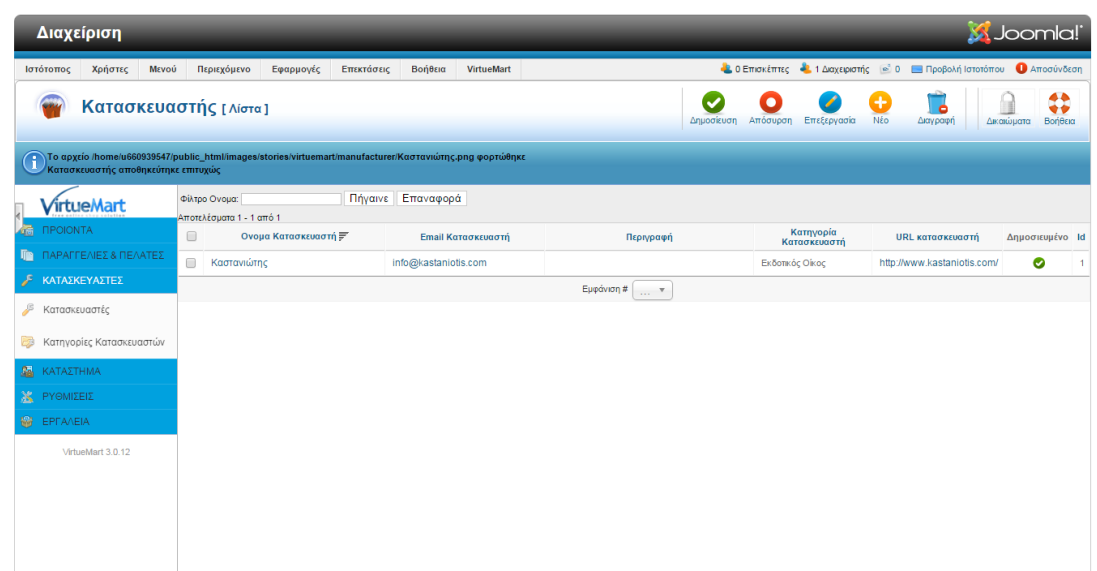 Διαχείριση
Joomla!
Ιστότοπος Χρήστες Μενού Περιεχόμενο Εφαρμογές Επεκτάσεις Βοήθεια VirtueMart 0 Επισκέπτες 1 Διαχειριστής 0 Προβολή Ιστοτόπου Αποσύνδεση
Κατασκευαστής [ Λίστα ]
Δημοσίευση Απόσυρση Επεξεργασία Νέο Διαγραφή Δικαιώματα Βοήθεια
Το αρχείο /home/u660939547/public_html/images/stories/virtuemart/manufacturer/Καστανιώτης.png φορτώθηκε
Κατασκευαστής αποθηκεύτηκε επιτυχώς
VirtueMart
Φίλτρο Ονομα: Πήγαινε Επαναφορά
Αποτελέσματα 1 - 1 από 1
Ονομα Κατασκευαστή Email Κατασκευαστή Περιγραφή Κατηγορία Κατασκευαστή URL κατασκευαστή Δημοσιευμένο Id
Καστανιώτης info@kastaniotis.com Εκδοτικός Οίκος http://www.kastaniotis.com/ 1
Εμφάνιση # ...
ΠΡΟΙΟΝΤΑ
ΠΑΡΑΓΓΕΛΙΕΣ & ΠΕΛΑΤΕΣ
ΚΑΤΑΣΚΕΥΑΣΤΕΣ
Κατασκευαστές
Κατηγορίες Κατασκευαστών
ΚΑΤΑΣΤΗΜΑ
ΡΥΘΜΙΣΕΙΣ
ΕΡΓΑΛΕΙΑ
VirtueMart 3.0.12